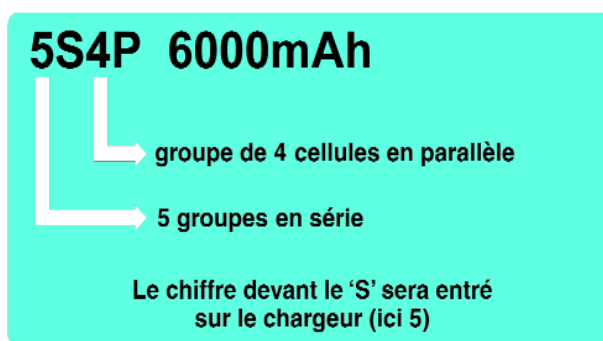 5S4P 6000mAh
groupe de 4 cellules en parallèle
5 groupes en série
Le chiffre devant le ‘S’ sera entré
sur le chargeur (ici 5)